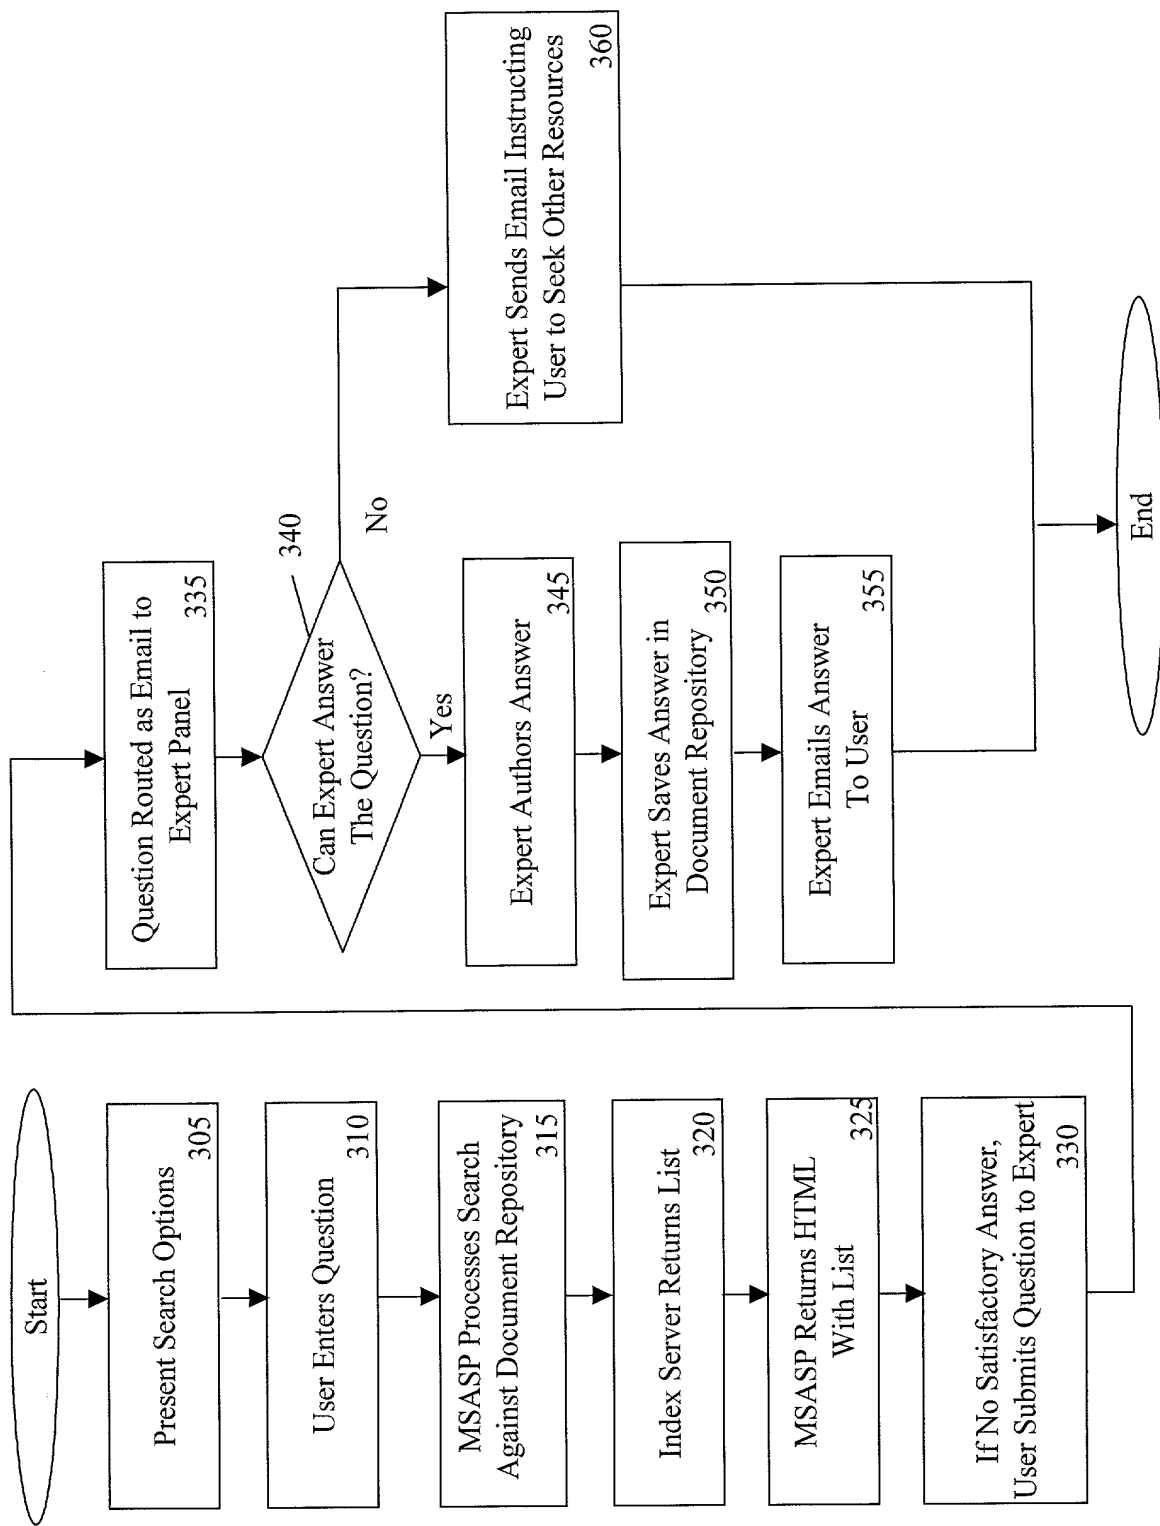 Start
Present Search Options
305
User Enters Question
310
MSASP Processes Search
Against Document Repository
315
Index Server Returns List
320
MSASP Returns HTML
With List
325
If No Satisfactory Answer,
User Submits Question to Expert
330
Question Routed as Email to
Expert Panel
335
Can Expert Answer
The Question?
340
Yes
No
Expert Authors Answer
345
Expert Saves Answer in
Document Repository
350
Expert Emails Answer
To User
355
Expert Sends Email Instructing
User to Seek Other Resources
360
End